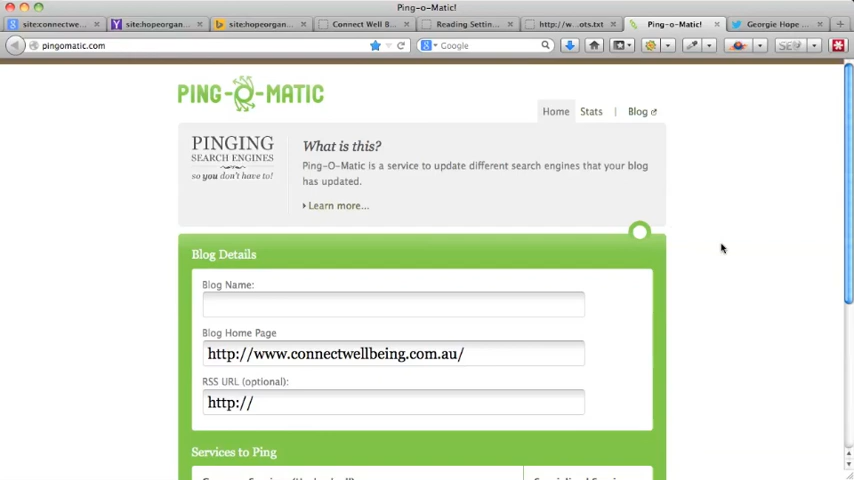 Ping-o-Matic!
site:connectwe...
site:hopeorgan...
site:hopeorgan...
Connect Well B...
Reading Settin...
http://w...ots.txt
Ping-o-Matic!
Georgie Hope ...
pingomatic.com
Google
SEO
PING-O-MATIC
Home
Stats
|
Blog
PINGING
SEARCH ENGINES
so you don't have to!
What is this?
Ping-O-Matic is a service to update different search engines that your blog
has updated.
Learn more...
Blog Details
Blog Name:
Blog Home Page
http://www.connectwellbeing.com.au/
RSS URL (optional):
http://
Services to Ping